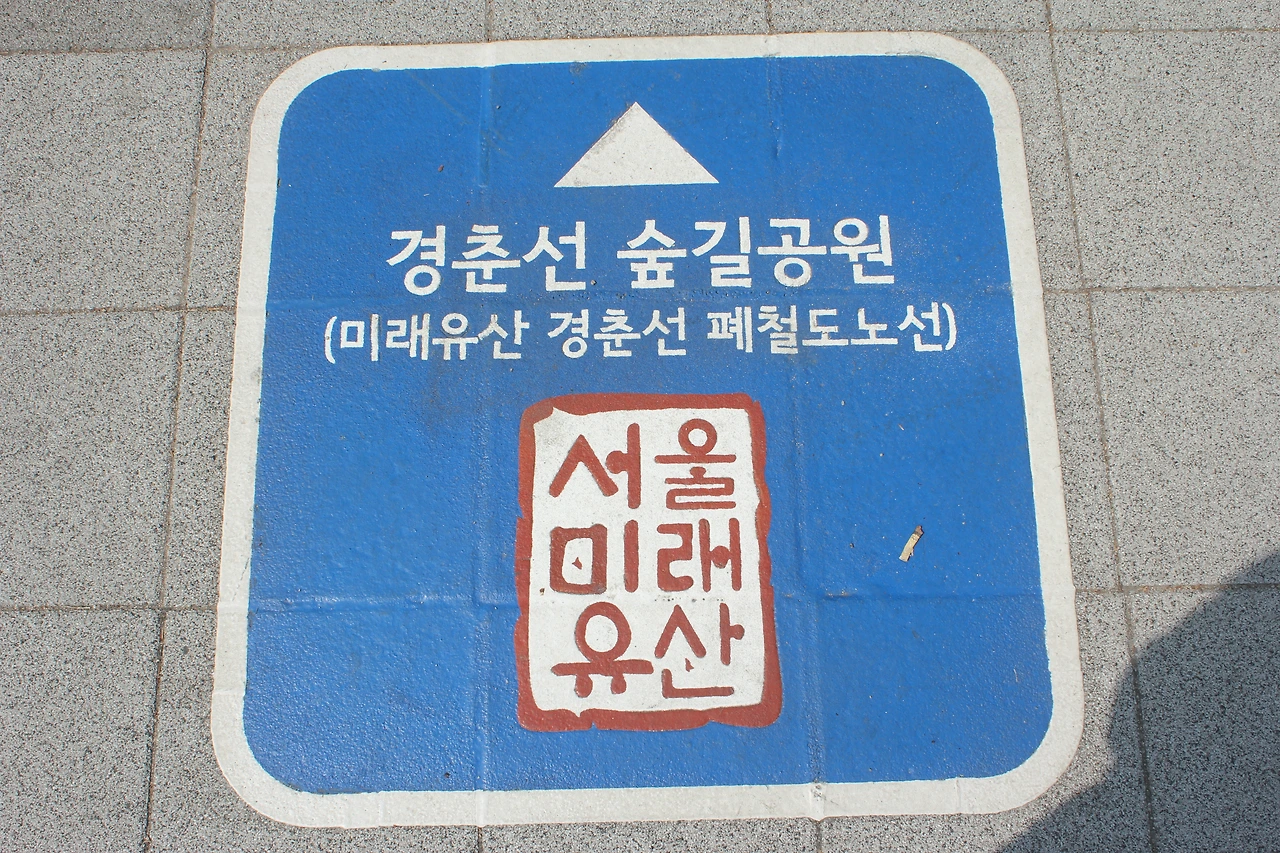 경춘선 숲길공원
(미래유산 경춘선 폐철도노선)
서울
미래
유산